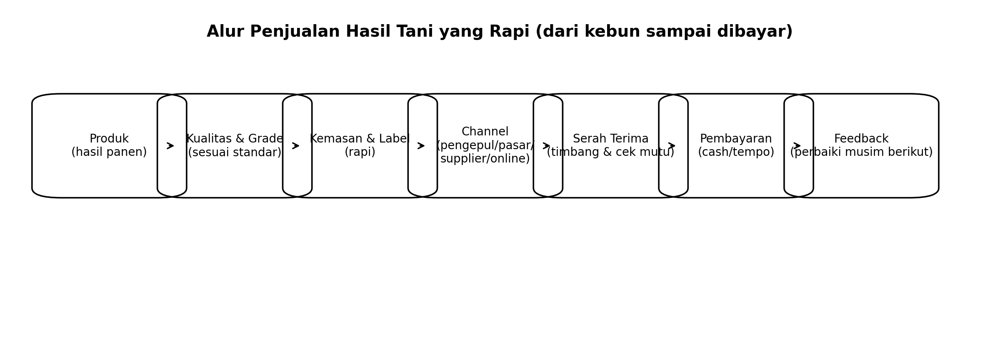 Alur Penjualan Hasil Tani yang Rapi (dari kebun sampai dibayar)
Produk
(hasil panen)
Kualitas & Grade
(sesuai standar)
Kemasan & Label
(rapi)
Channel
(pengepul/pasar/
supplier/online)
Serah Terima
(timbang & cek mutu)
Pembayaran
(cash/tempo)
Feedback
(perbaiki musim berikut)